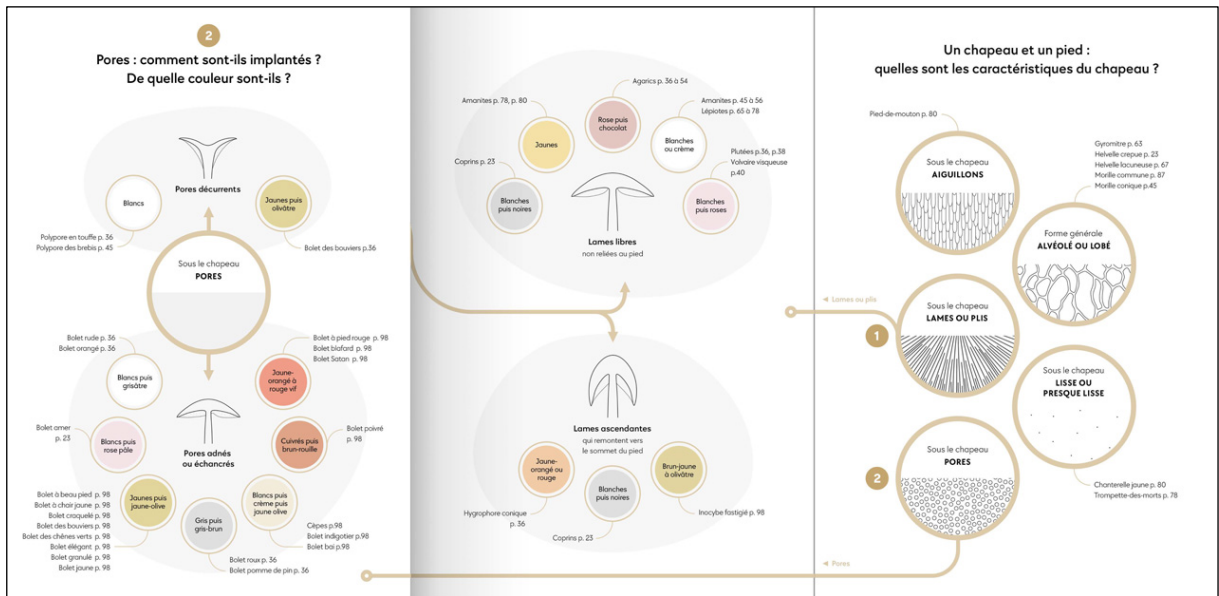 2
Pores : comment sont-ils implantés ?
De quelle couleur sont-ils ?
Pores décurrents
Blancs
Jaunes puis
olivâtre
Polypore en touffe p. 36
Polypore des brebis p. 45
Bolet des bouviers p.36
Sous le chapeau
PORES
Bolet rude p. 36
Bolet orangé p. 36
Bolet à pied rouge p. 98
Bolet blafard p. 98
Bolet Satan p. 98
Blancs puis
grisâtre
Jaune-
orangé à
rouge vif
Bolet amer
p. 23
Blancs puis
rose pâle
Pores adnés
ou échancrés
Cuivrés puis
brun-rouille
Bolet poivré
p. 98
Bolet à beau pied p. 98
Bolet à chair jaune p. 98
Bolet craquelé p. 98
Bolet des bouviers p. 98
Bolet des chênes verts p. 98
Bolet élégant p. 98
Bolet granulé p. 98
Bolet jaune p. 98
Jaunes puis
jaune-olive
Gris puis
gris-brun
Blancs puis
crème puis
jaune olive
Cèpes p.98
Bolet indigotier p.98
Bolet bai p.98
Bolet roux p. 36
Bolet pomme de pin p. 36
Agarics p. 36 à 54
Amanites p. 78, p. 80
Amanites p. 45 à 56
Lépiotes p. 65 à 78
Rose puis
chocolat
Jaunes
Blanches
ou crème
Coprins p. 23
Plutées p.36, p.38
Volvaire visqueuse
p.40
Blanches
puis noires
Blanches
puis roses
Lames libres
non reliées au pied
Lames ascendantes
qui remontent vers
le sommet du pied
Jaune-
orangé ou
rouge
Blanches
puis noires
Brun-jaune
à olivâtre
Hygrophore conique
p. 36
Coprins p. 23
Inocybe fastigié p. 98
Un chapeau et un pied :
quelles sont les caractéristiques du chapeau ?
Pied-de-mouton p. 80
Sous le chapeau
AIGUILLONS
Gyromitre p. 63
Helvelle crepue p. 23
Helvelle lacuneuse p. 67
Morille commune p. 87
Morille conique p.45
Forme générale
ALVÉOLÉ OU LOBÉ
◄ Lames ou plis
Sous le chapeau
LAMES OU PLIS
1
Sous le chapeau
LISSE OU
PRESQUE LISSE
Sous le chapeau
PORES
2
Chanterelle jaune p. 80
Trompette-des-morts p. 78
◄ Pores